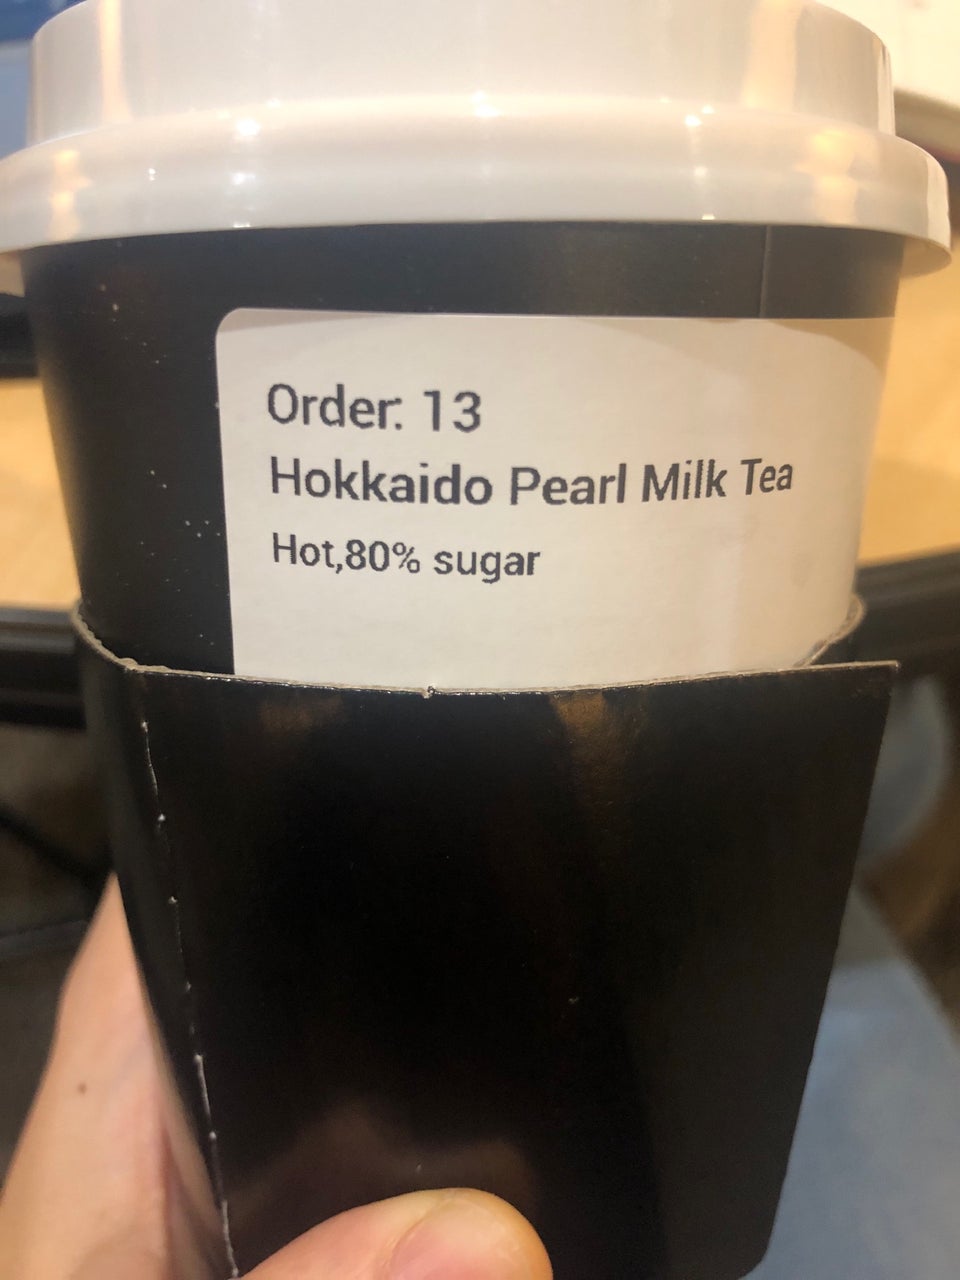 Order: 13
Hokkaido Pearl Milk Tea
Hot,80% sugar